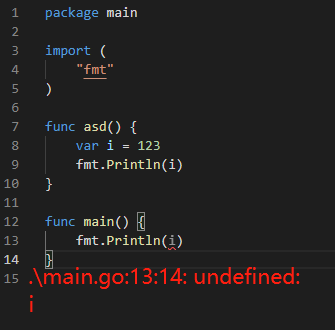 1 package main
2
3 import (
4 "fmt"
5 )
6
7 func asd() {
8 var i = 123
9 fmt.Println(i)
10 }
11
12 func main() {
13 fmt.Println(i)
14 }
15
.\main.go:13:14: undefined:
i